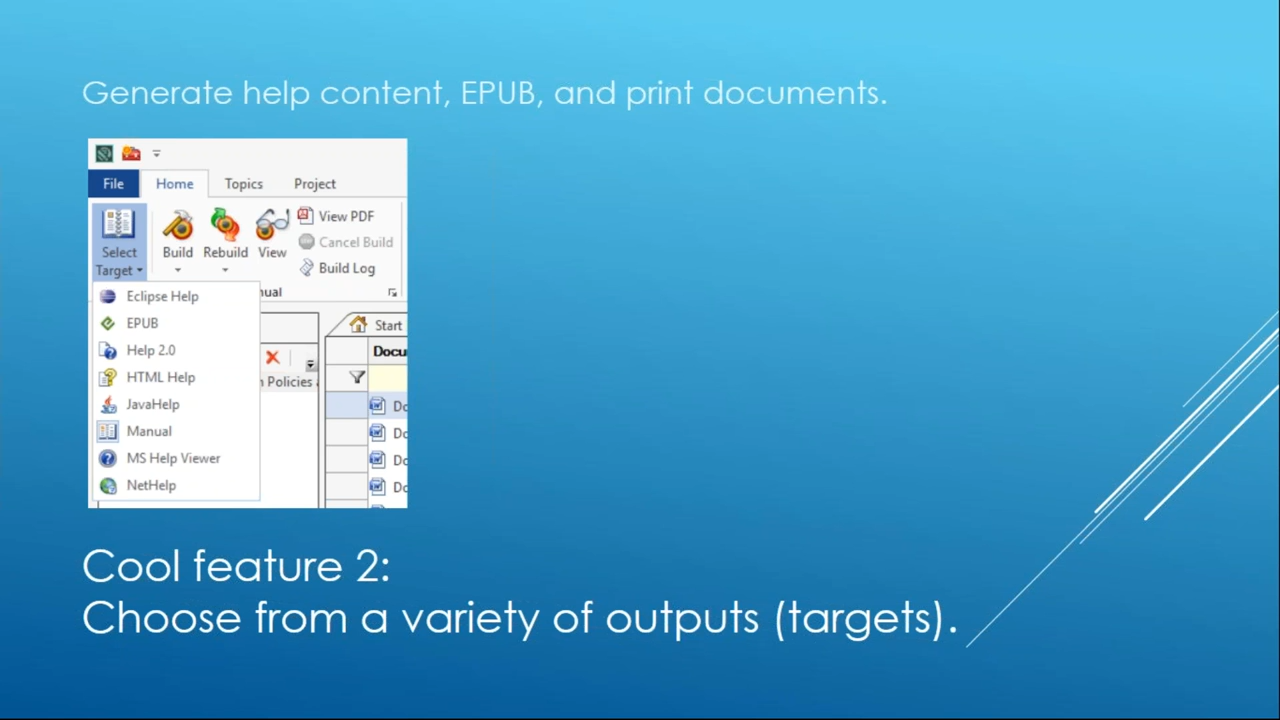 Generate help content, EPUB, and print documents.
File Home Topics Project
Select Target
Build
Rebuild
View
View PDF
Cancel Build
Build Log
Eclipse Help
EPUB
Help 2.0
HTML Help
JavaHelp
Manual
MS Help Viewer
NetHelp
Start
Policies
Cool feature 2:
Choose from a variety of outputs (targets).